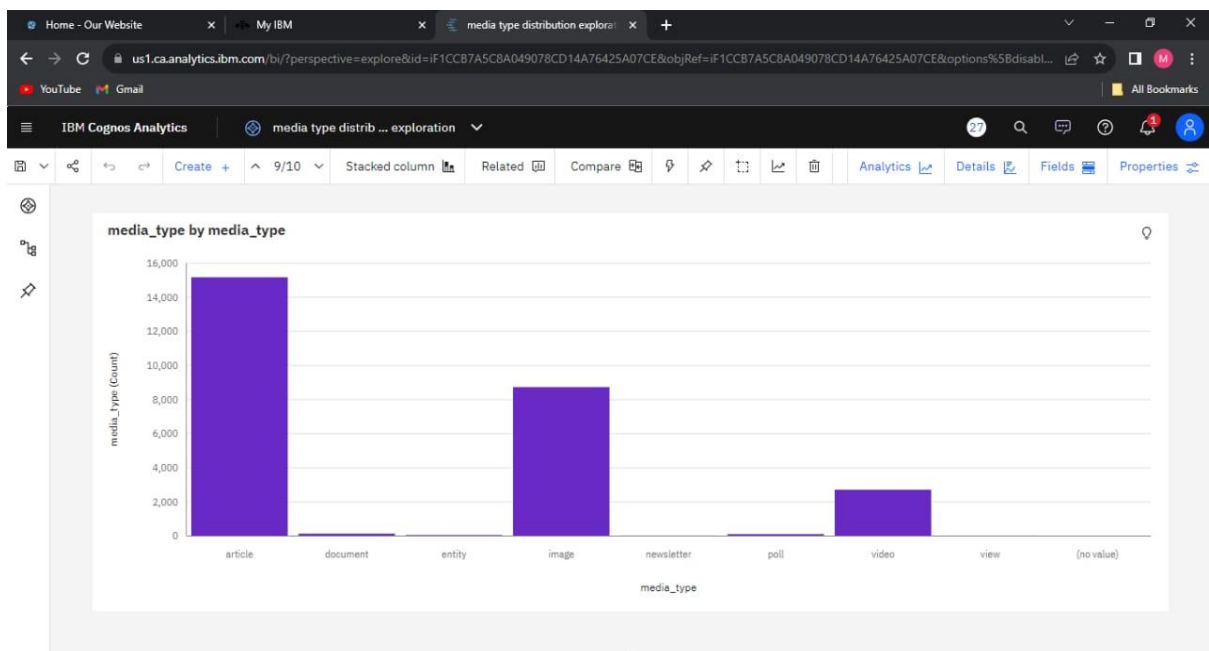 Home - Our Website
My IBM
media type distribution explorat
us1.ca.analytics.ibm.com/bi/?perspective=explore&id=iF1CCB7A5C8A049078CD14A76425A07CE&objRef=iF1CCB7A5C8A049078CD14A76425A07CE&options%5Bdisabl...
M
YouTube
Gmail
All Bookmarks
IBM Cognos Analytics
media type distrib ... exploration
27
1
Create +
9/10
Stacked column
Related
Compare
Analytics
Details
Fields
Properties
media_type by media_type
16,000
14,000
12,000
10,000
8,000
6,000
4,000
2,000
0
media_type (Count)
article
document
entity
image
newsletter
poll
video
view
(no value)
media_type